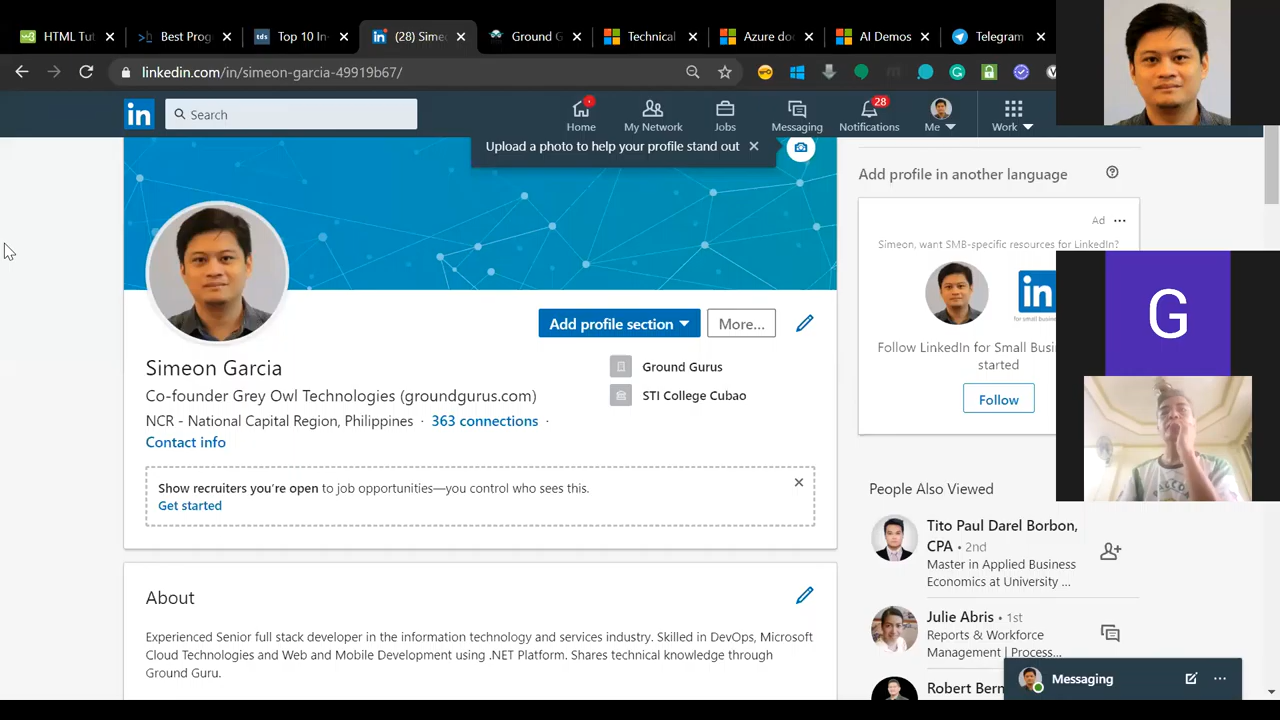 HTML Tut
Best Prog
Top 10 In-
(28) Sime
Ground G
Technical
Azure do
AI Demos
Telegram
linkedin.com/in/simeon-garcia-49919b67/
in
Search
Home
My Network
Jobs
Messaging
28
Notifications
Me
Work
Upload a photo to help your profile stand out
Add profile in another language
Ad
Simeon, want SMB-specific resources for LinkedIn?
in
for small busin
Follow LinkedIn for Small Busi
started
Follow
G
Add profile section
More...
Simeon Garcia
Co-founder Grey Owl Technologies (groundgurus.com)
NCR - National Capital Region, Philippines · 363 connections ·
Contact info
Ground Gurus
STI College Cubao
Show recruiters you’re open to job opportunities—you control who sees this.
Get started
About
Experienced Senior full stack developer in the information technology and services industry. Skilled in DevOps, Microsoft
Cloud Technologies and Web and Mobile Development using .NET Platform. Shares technical knowledge through
Ground Guru.
People Also Viewed
Tito Paul Darel Borbon,
CPA • 2nd
Master in Applied Business
Economics at University ...
Julie Abris • 1st
Reports & Workforce
Management | Process...
Robert Bern
Messaging